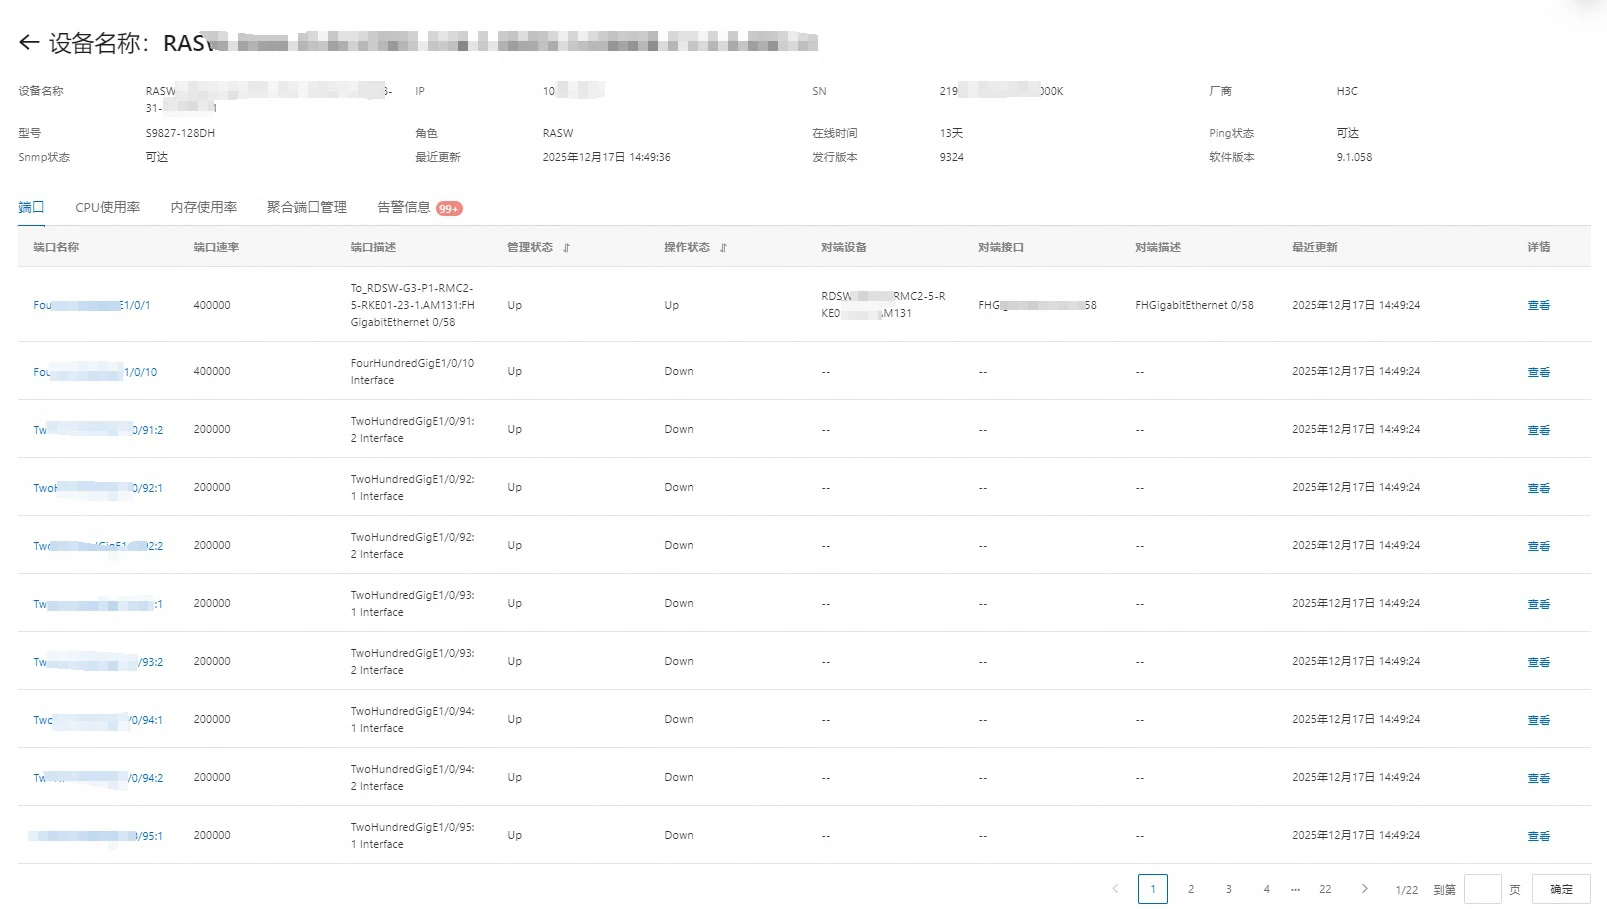 设备名称：RASW
设备名称 RASW 3- IP 10 SN 219 000K 厂商 H3C
31- 1
型号 S9827-128DH 角色 RASW 在线时间 13天 Ping状态 可达
Snmp状态 可达 最近更新 2025年12月17日 14:49:36 发行版本 9324 软件版本 9.1.058
端口 CPU使用率 内存使用率 聚合端口管理 告警信息 99+
端口名称 端口速率 端口描述 管理状态 操作状态 对端设备 对端接口 对端描述 最近更新 详情
To_RDSW-G3-P1-RMC2-
Fou E1/0/1 400000 5-RKE01-23-1.AM131:FH Up Up RDSW RMC2-5-R FHG 58 FHGigabitEthernet 0/58 2025年12月17日 14:49:24 查看
GigabitEthernet 0/58 KE0 .M131
Fou 1/0/10 400000 FourHundredGigE1/0/10 Up Down -- -- -- 2025年12月17日 14:49:24 查看
Interface
Tw 0/91:2 200000 TwoHundredGigE1/0/91: Up Down -- -- -- 2025年12月17日 14:49:24 查看
2 Interface
Two 0/92:1 200000 TwoHundredGigE1/0/92: Up Down -- -- -- 2025年12月17日 14:49:24 查看
1 Interface
Two 92:2 200000 TwoHundredGigE1/0/92: Up Down -- -- -- 2025年12月17日 14:49:24 查看
2 Interface
Tw :1 200000 TwoHundredGigE1/0/93: Up Down -- -- -- 2025年12月17日 14:49:24 查看
1 Interface
Tw /93:2 200000 TwoHundredGigE1/0/93: Up Down -- -- -- 2025年12月17日 14:49:24 查看
2 Interface
Two /0/94:1 200000 TwoHundredGigE1/0/94: Up Down -- -- -- 2025年12月17日 14:49:24 查看
1 Interface
Tw /0/94:2 200000 TwoHundredGigE1/0/94: Up Down -- -- -- 2025年12月17日 14:49:24 查看
2 Interface
/95:1 200000 TwoHundredGigE1/0/95: Up Down -- -- -- 2025年12月17日 14:49:24 查看
1 Interface
1 2 3 4 ··· 22 1/22 到第 页 确定